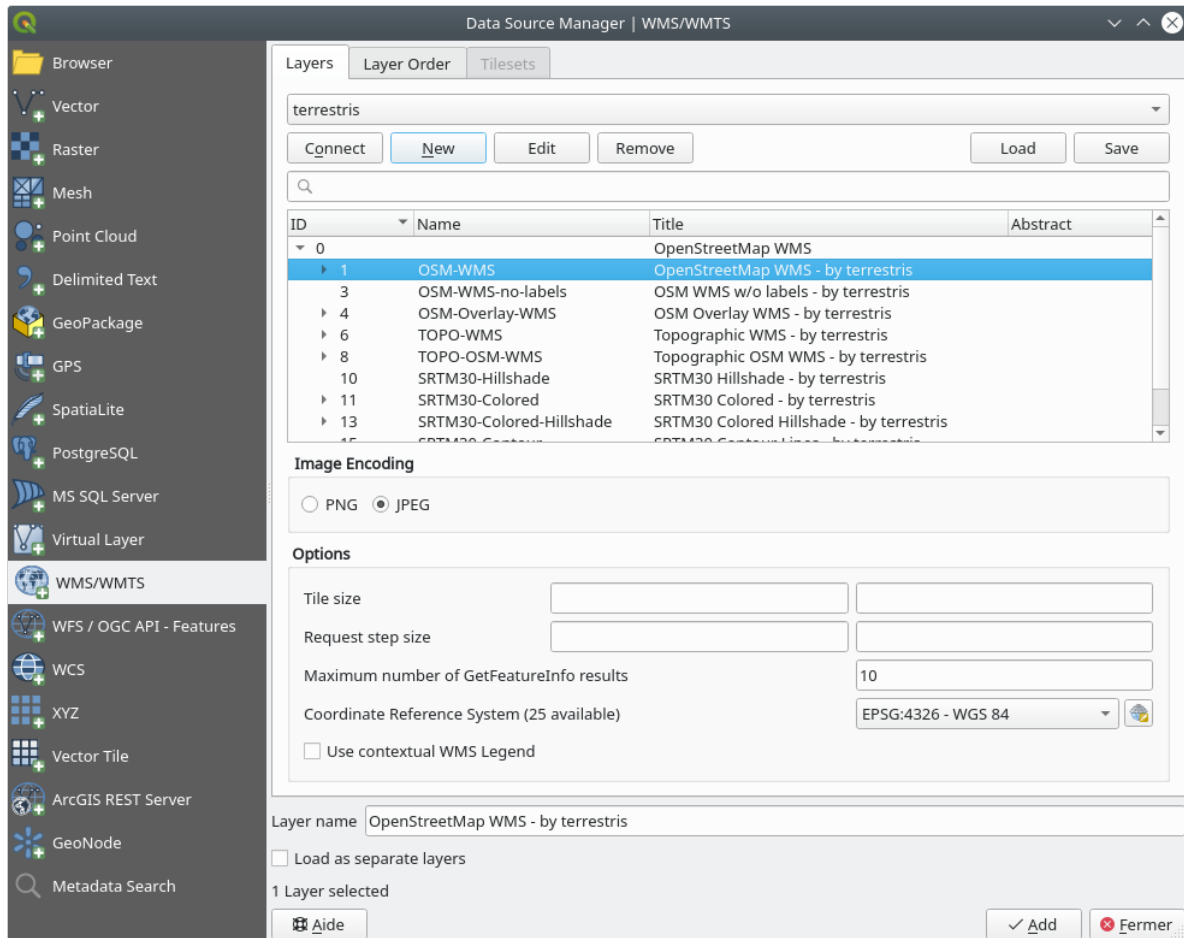 Data Source Manager | WMS/WMTS
Browser
Vector
Raster
Mesh
Point Cloud
Delimited Text
GeoPackage
GPS
SpatiaLite
PostgreSQL
MS SQL Server
Virtual Layer
WMS/WMTS
WFS / OGC API - Features
WCS
XYZ
Vector Tile
ArcGIS REST Server
GeoNode
Metadata Search
Layers Layer Order Tilesets
terrestris
Connect New Edit Remove Load Save
ID Name Title Abstract
0 OpenStreetMap WMS
1 OSM-WMS OpenStreetMap WMS - by terrestris
3 OSM-WMS-no-labels OSM WMS w/o labels - by terrestris
4 OSM-Overlay-WMS OSM Overlay WMS - by terrestris
6 TOPO-WMS Topographic WMS - by terrestris
8 TOPO-OSM-WMS Topographic OSM WMS - by terrestris
10 SRTM30-Hillshade SRTM30 Hillshade - by terrestris
11 SRTM30-Colored SRTM30 Colored - by terrestris
13 SRTM30-Colored-Hillshade SRTM30 Colored Hillshade - by terrestris
15 SRTM30-Contour SRTM30 Contour Lines - by terrestris
Image Encoding
PNG JPEG
Options
Tile size
Request step size
Maximum number of GetFeatureInfo results 10
Coordinate Reference System (25 available) EPSG:4326 - WGS 84
Use contextual WMS Legend
Layer name OpenStreetMap WMS - by terrestris
Load as separate layers
1 Layer selected
Aide Add Fermer